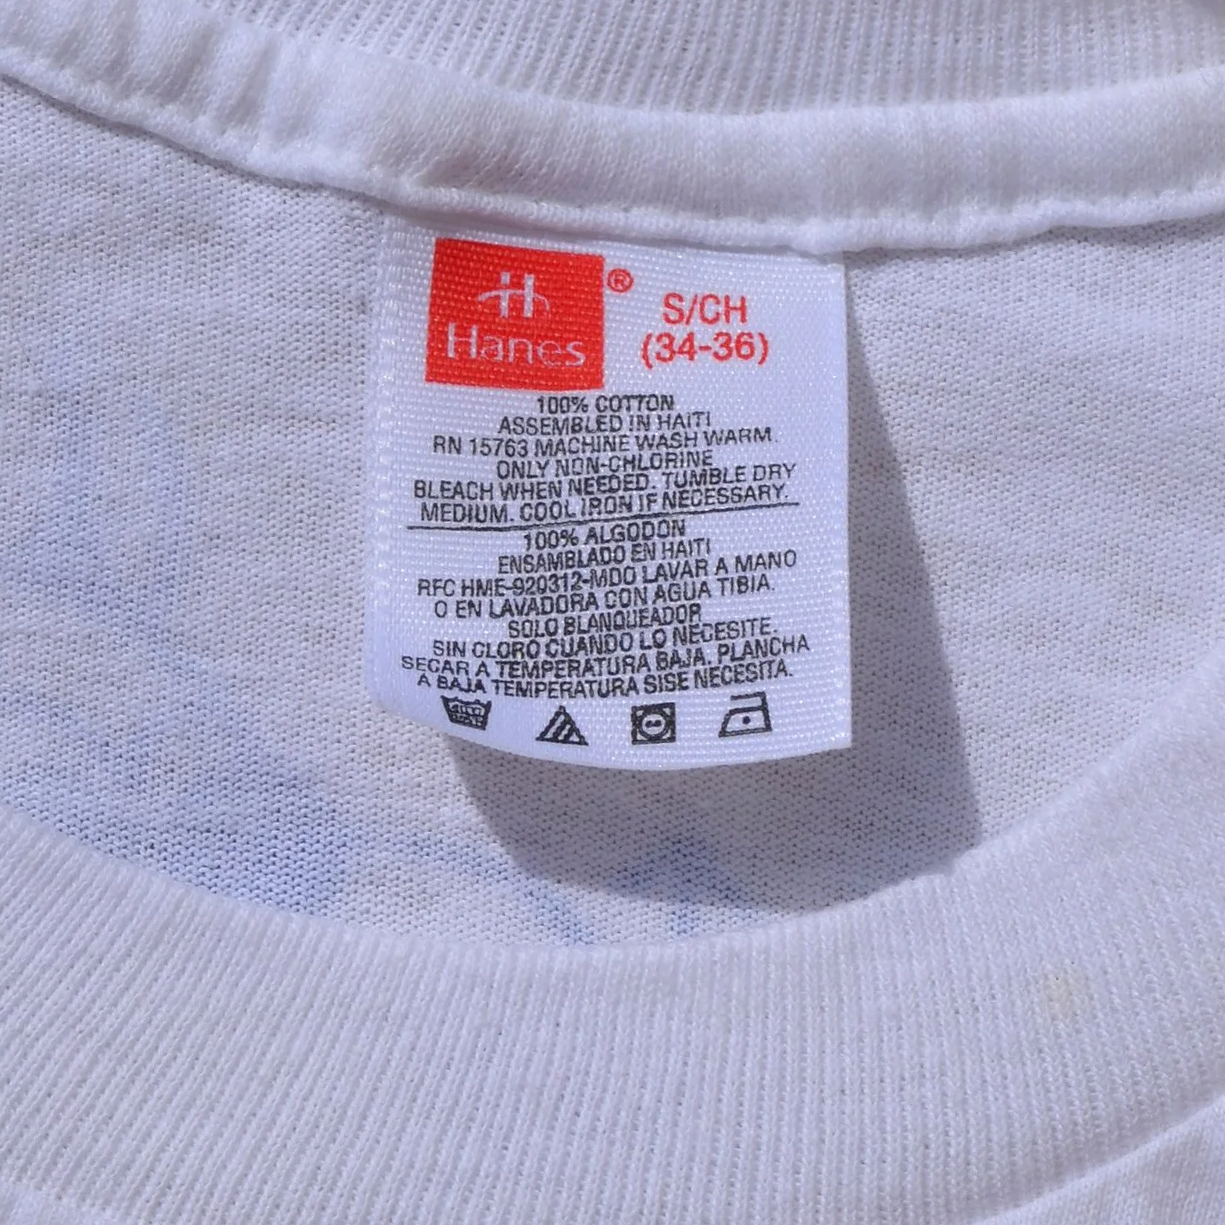 Hanes®
S/CH
(34-36)
100% COTTON
ASSEMBLED IN HAITI
RN 15763 MACHINE WASH WARM.
ONLY NON-CHLORINE
BLEACH WHEN NEEDED. TUMBLE DRY
MEDIUM. COOL IRON IF NECESSARY.
100% ALGODON
ENSAMBLADO EN HAITI
RFC HME-920312-MD0 LAVAR A MANO
O EN LAVADORA CON AGUA TIBIA.
SOLO BLANQUEADOR
SIN CLORO CUANDO LO NECESITE.
SECAR A TEMPERATURA BAJA. PLANCHA
A BAJA TEMPERATURA SISE NECESITA.